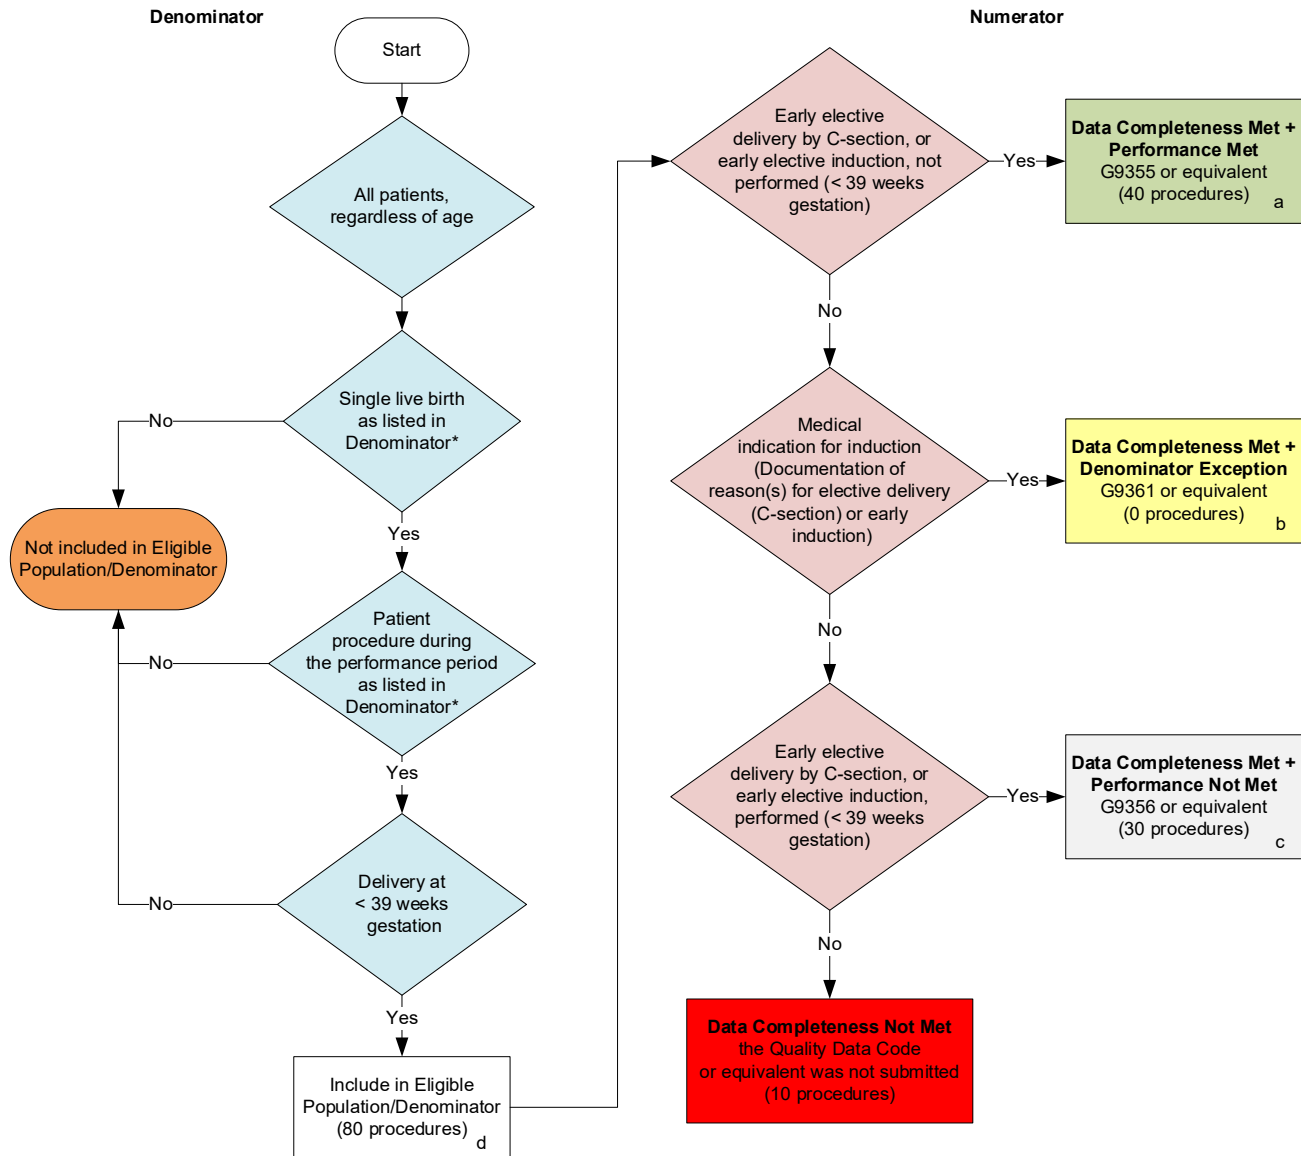 Denominator
Numerator
Start
All patients,
regardless of age
Single live birth
as listed in
Denominator*
No
Yes
Not included in Eligible
Population/Denominator
Patient
procedure during
the performance period
as listed in
Denominator*
No
Yes
Delivery at
< 39 weeks
gestation
No
Yes
Include in Eligible
Population/Denominator
(80 procedures)
d
Early elective
delivery by C-section, or
early elective induction, not
performed (< 39 weeks
gestation)
Yes
Data Completeness Met +
Performance Met
G9355 or equivalent
(40 procedures)
a
No
Medical
indication for induction
(Documentation of
reason(s) for elective delivery
(C-section) or early
induction)
Yes
Data Completeness Met +
Denominator Exception
G9361 or equivalent
(0 procedures)
b
No
Early elective
delivery by C-section, or
early elective induction,
performed (< 39 weeks
gestation)
Yes
Data Completeness Met +
Performance Not Met
G9356 or equivalent
(30 procedures)
c
No
Data Completeness Not Met
the Quality Data Code
or equivalent was not submitted
(10 procedures)